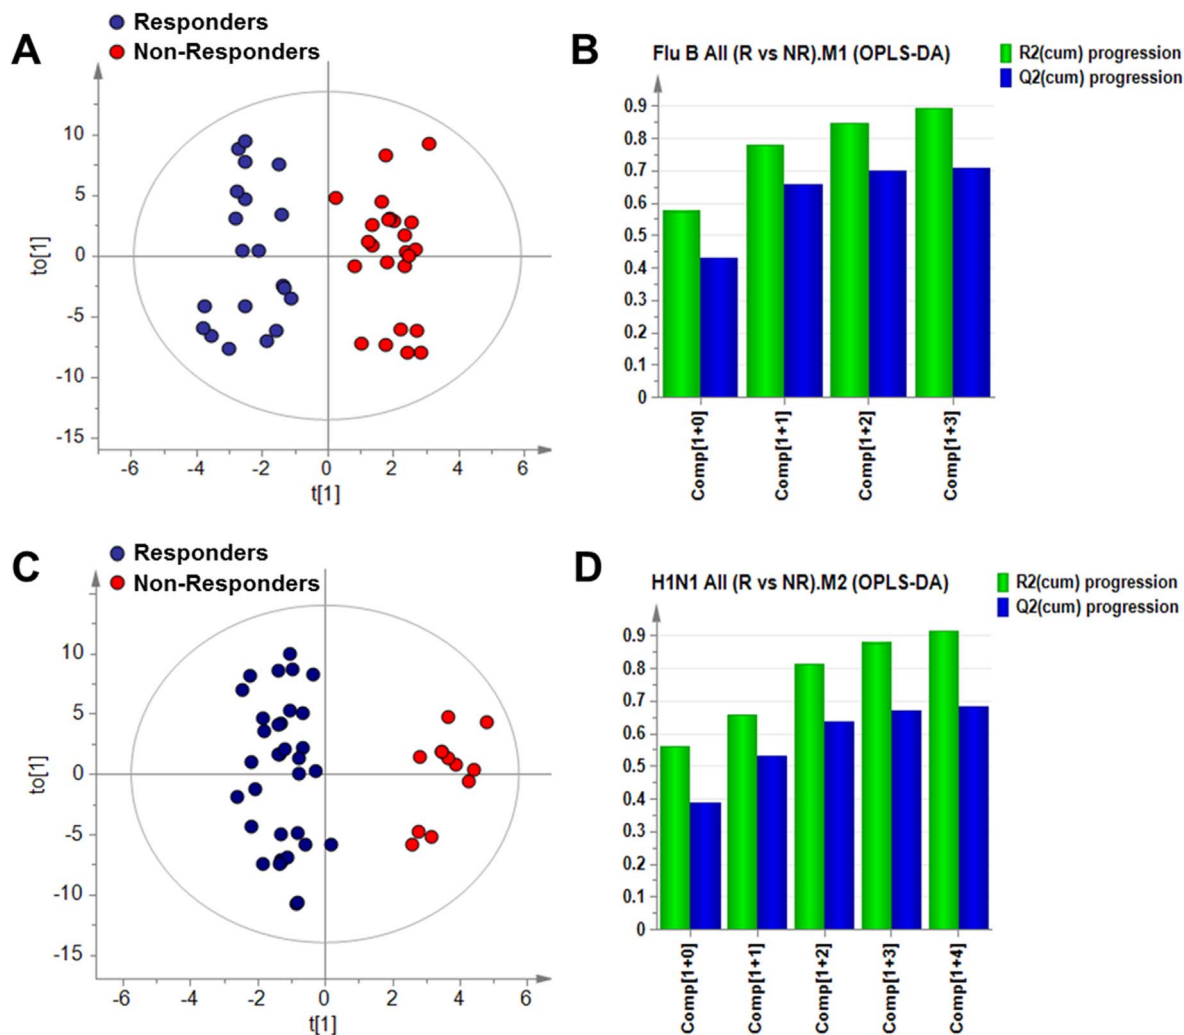 A
Responders
Non-Responders
10
5
0
-5
-10
-15
to[1]
-6
-4
-2
0
2
4
6
t[1]
B
Flu B All (R vs NR).M1 (OPLS-DA)
R2(cum) progression
Q2(cum) progression
0.9
0.8
0.7
0.6
0.5
0.4
0.3
0.2
0.1
0
Comp[1+0]
Comp[1+1]
Comp[1+2]
Comp[1+3]
C
Responders
Non-Responders
10
5
0
-5
-10
-15
to[1]
-6
-4
-2
0
2
4
6
t[1]
D
H1N1 All (R vs NR).M2 (OPLS-DA)
R2(cum) progression
Q2(cum) progression
0.9
0.8
0.7
0.6
0.5
0.4
0.3
0.2
0.1
0
Comp[1+0]
Comp[1+1]
Comp[1+2]
Comp[1+3]
Comp[1+4]